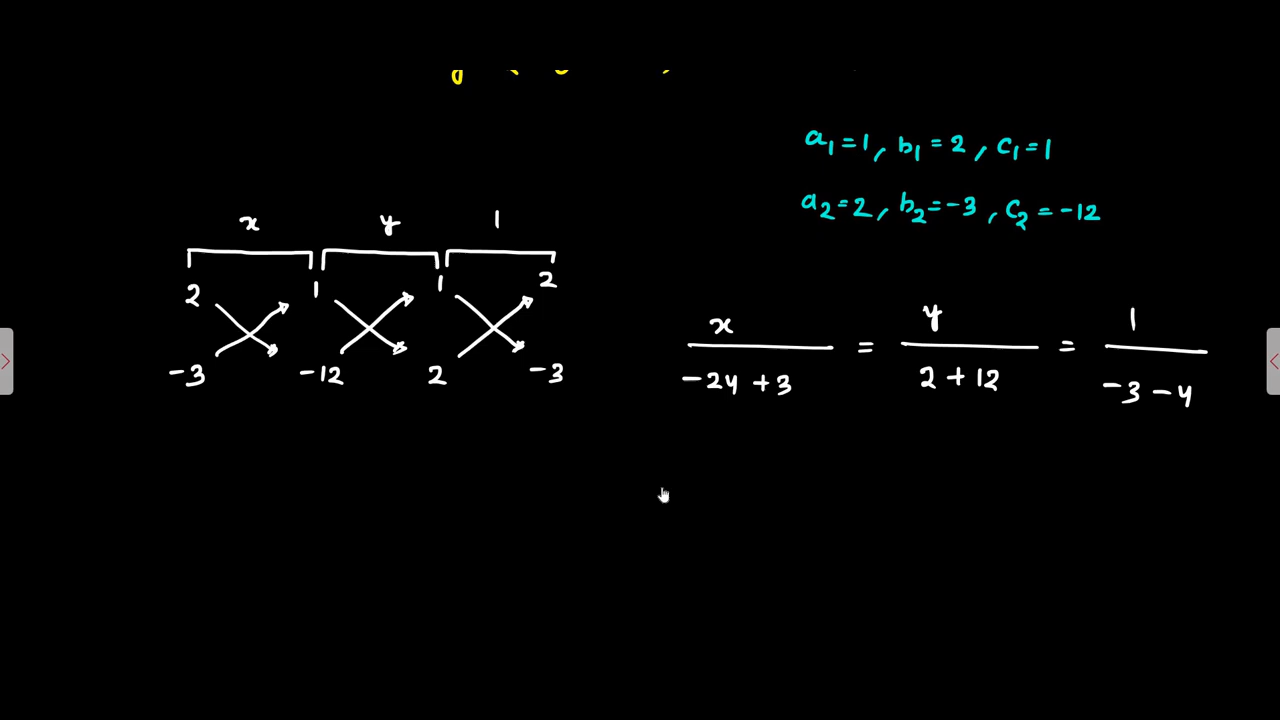 a₁=1, b₁=2, c₁=1
a₂=2, b₂=-3, c₂=-12
x y 1
2 1 1 2
-3 -12 2 -3
x y 1
= =
-24+3 2+12 -3-4